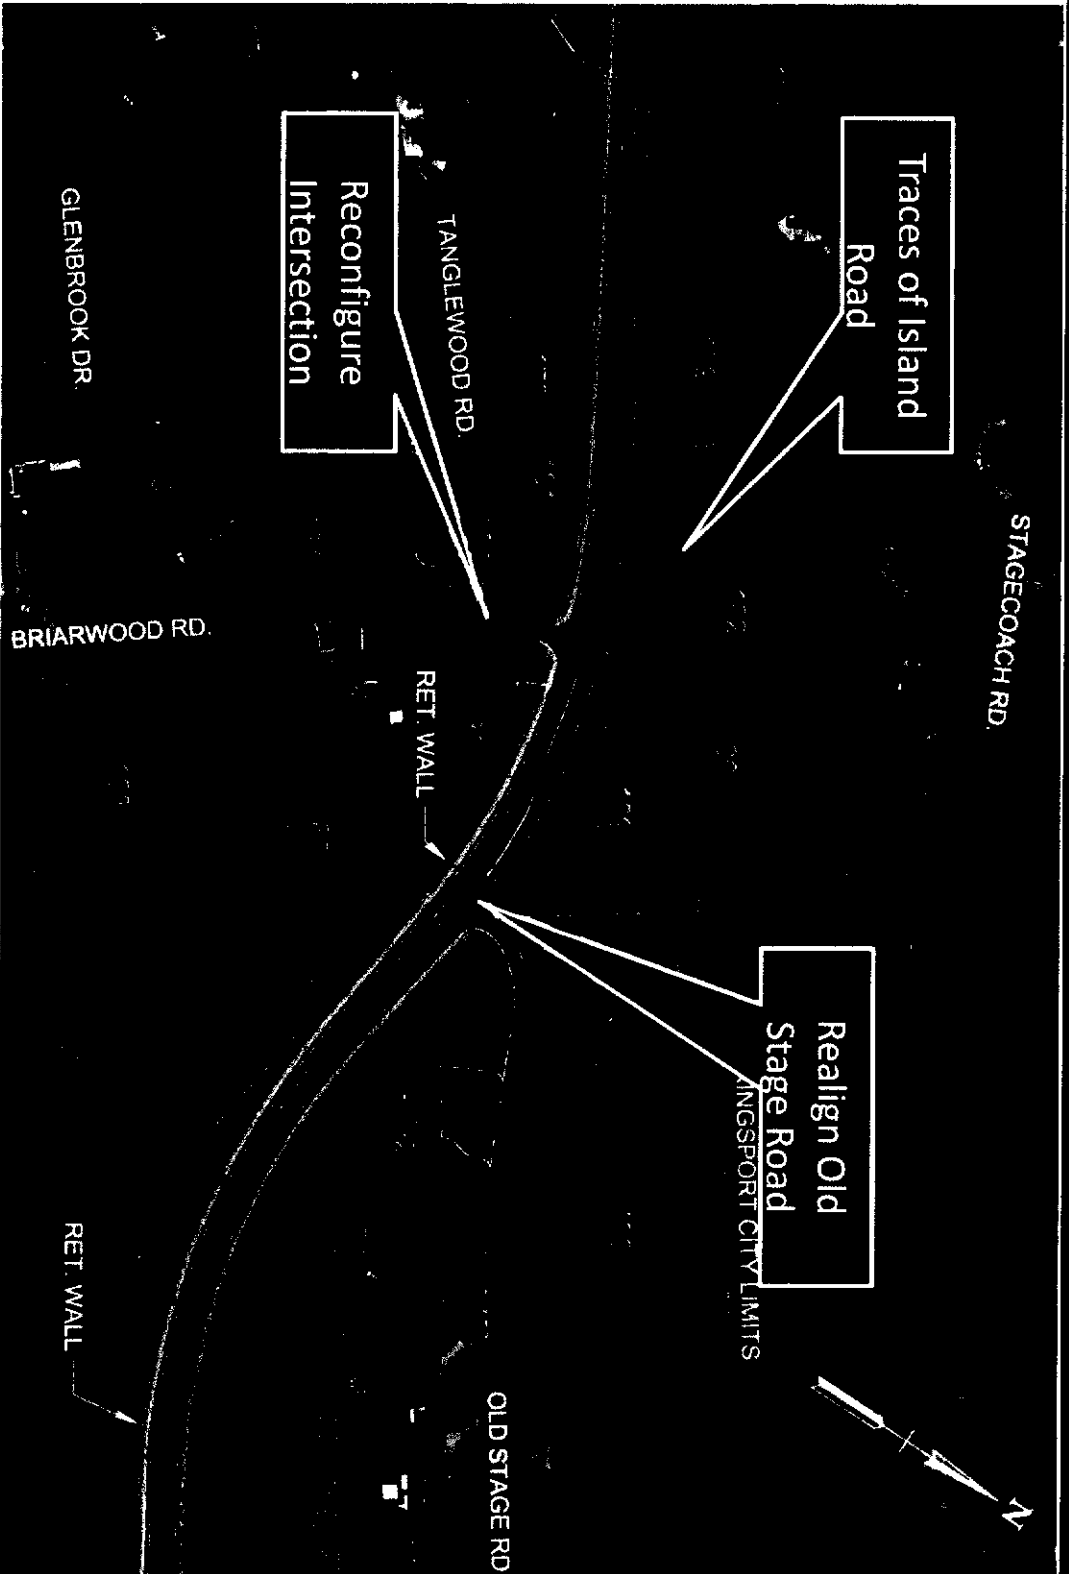 Traces of Island
Road
STAGECOACH RD.
Reconfigure
Intersection
TANGLEWOOD RD.
GLENBROOK DR.
BRIARWOOD RD.
RET. WALL
Realign Old
Stage Road
INGSPORT CITY LIMITS
RET. WALL
OLD STAGE RD
N